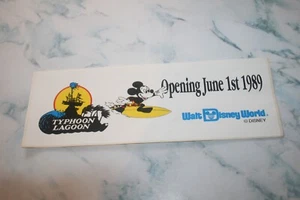 Opening June 1st 1989
TYPHOON
LAGOON
Walt Disney World.
© DISNEY